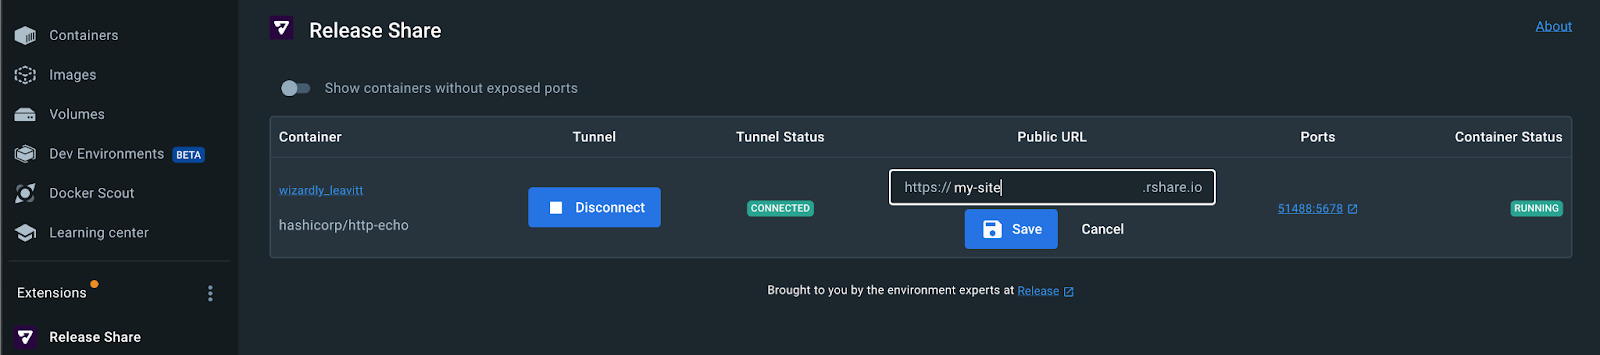 Containers
Images
Volumes
Dev Environments BETA
Docker Scout
Learning center
Extensions
Release Share
Release Share
About
Show containers without exposed ports
Container Tunnel Tunnel Status Public URL Ports Container Status
wizardly_leavitt
hashicorp/http-echo
Disconnect
CONNECTED
https:// my-site .rshare.io
Save Cancel
51488:5678
RUNNING
Brought to you by the environment experts at Release